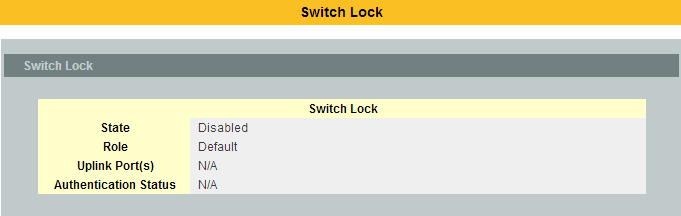 Switch Lock
Switch Lock
Switch Lock
State Disabled
Role Default
Uplink Port(s) N/A
Authentication Status N/A